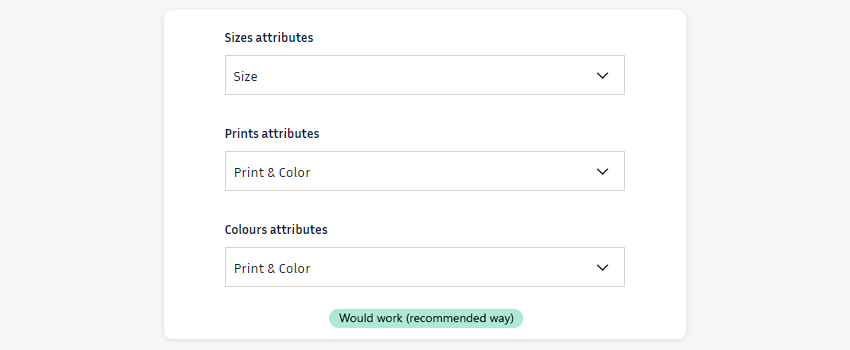 Sizes attributes
Size
Prints attributes
Print & Color
Colours attributes
Print & Color
Would work (recommended way)